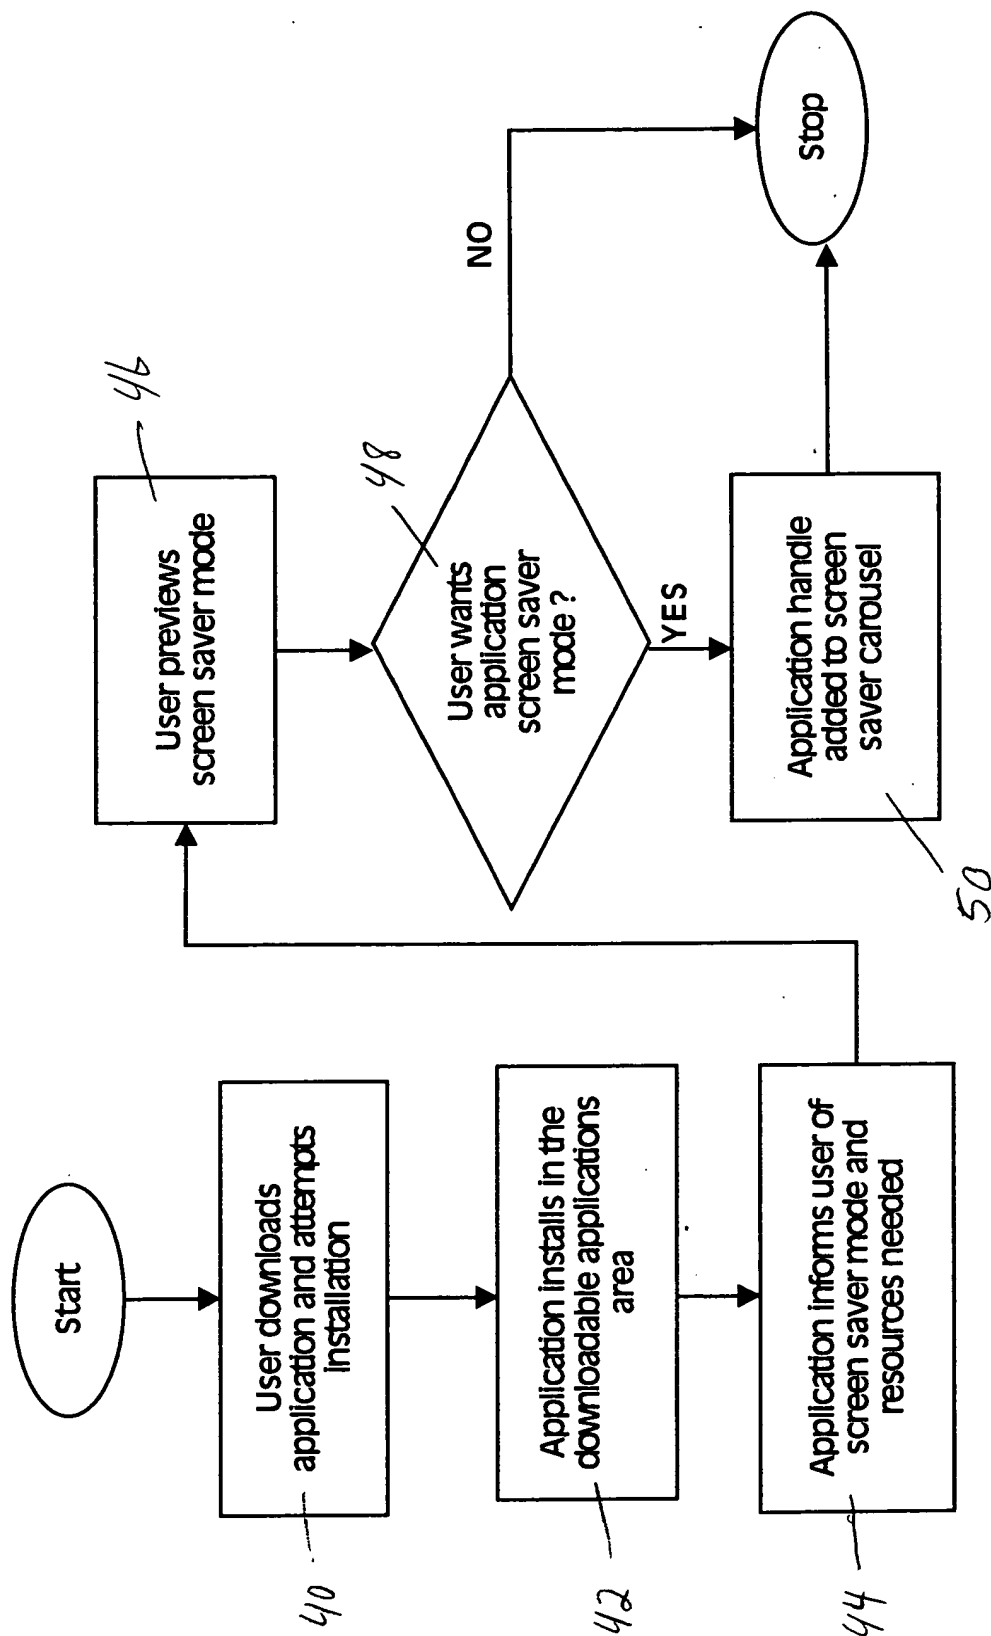 Start
40
User downloads
application and attempts
installation
42
Application installs in the
downloadable applications
area
44
Application informs user of
screen saver mode and
resources needed
46
User previews
screen saver mode
48
User wants
application
screen saver
mode ?
NO
YES
50
Application handle
added to screen
saver carousel
Stop